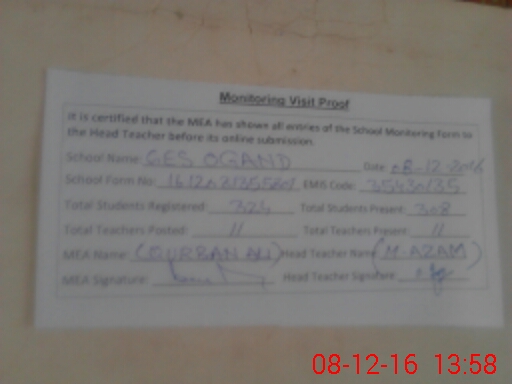 Monitoring Visit Proof
It is certified that the MEA has shown all entries of the School Monitoring form to
the Head Teacher before its online submission.
School Name: GES OGAND Date: 08-12-2016
School Form No: EMIS Code: 35430135
Total Students Registered: 324 Total Students Present: 308
Total Teachers Posted: 11 Total Teachers Present: 11
MEA Name: (QURBAN ALI) Head Teacher Name (M. AZAM)
MEA Signature: Head Teacher Signature:
08-12-16 13:58